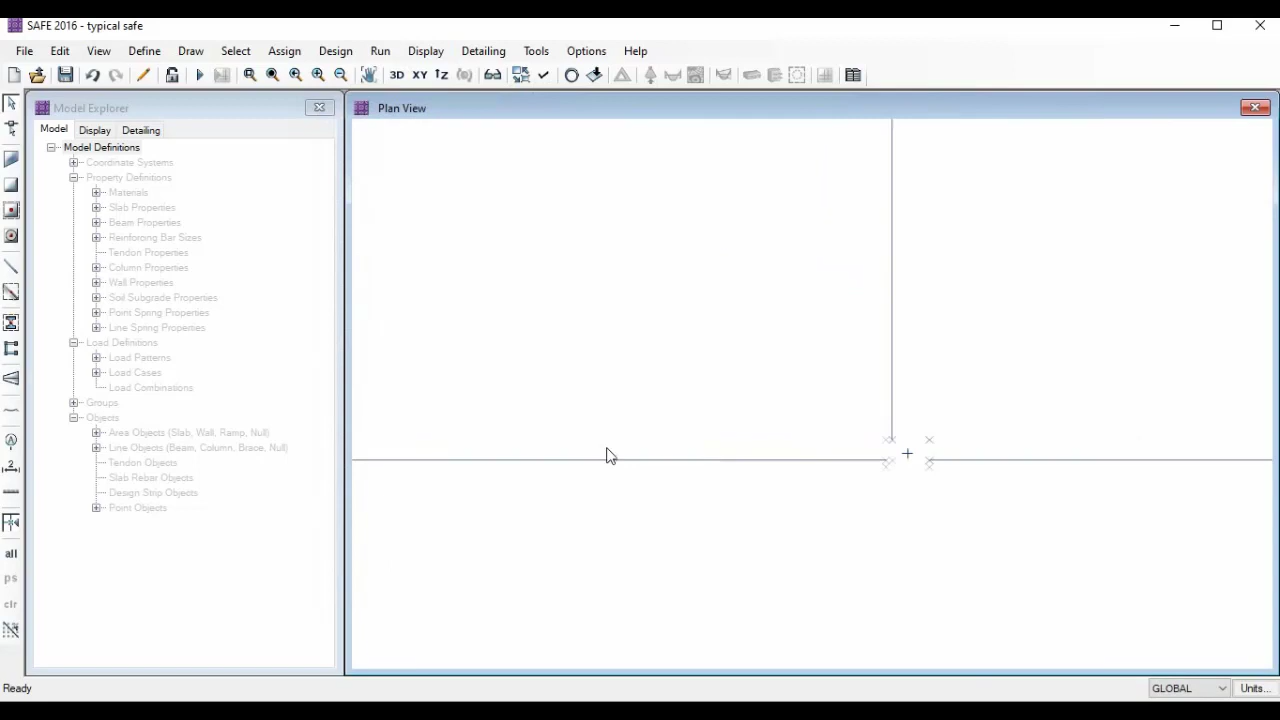 SAFE 2016 - typical safe
File Edit View Define Draw Select Assign Design Run Display Detailing Tools Options Help
3D XY
Model Explorer
Plan View
Model Display Detailing
Model Definitions
Coordinate Systems
Property Definitions
Materials
Slab Properties
Beam Properties
Reinforcing Bar Sizes
Tendon Properties
Column Properties
Wall Properties
Soil Subgrade Properties
Point Spring Properties
Line Spring Properties
Load Definitions
Load Patterns
Load Cases
Load Combinations
Groups
Objects
Area Objects (Slab, Wall, Ramp, Null)
Line Objects (Beam, Column, Brace, Null)
Tendon Objects
Slab Rebar Objects
Design Strip Objects
Point Objects
all
ps
clr
Ready
GLOBAL
Units...